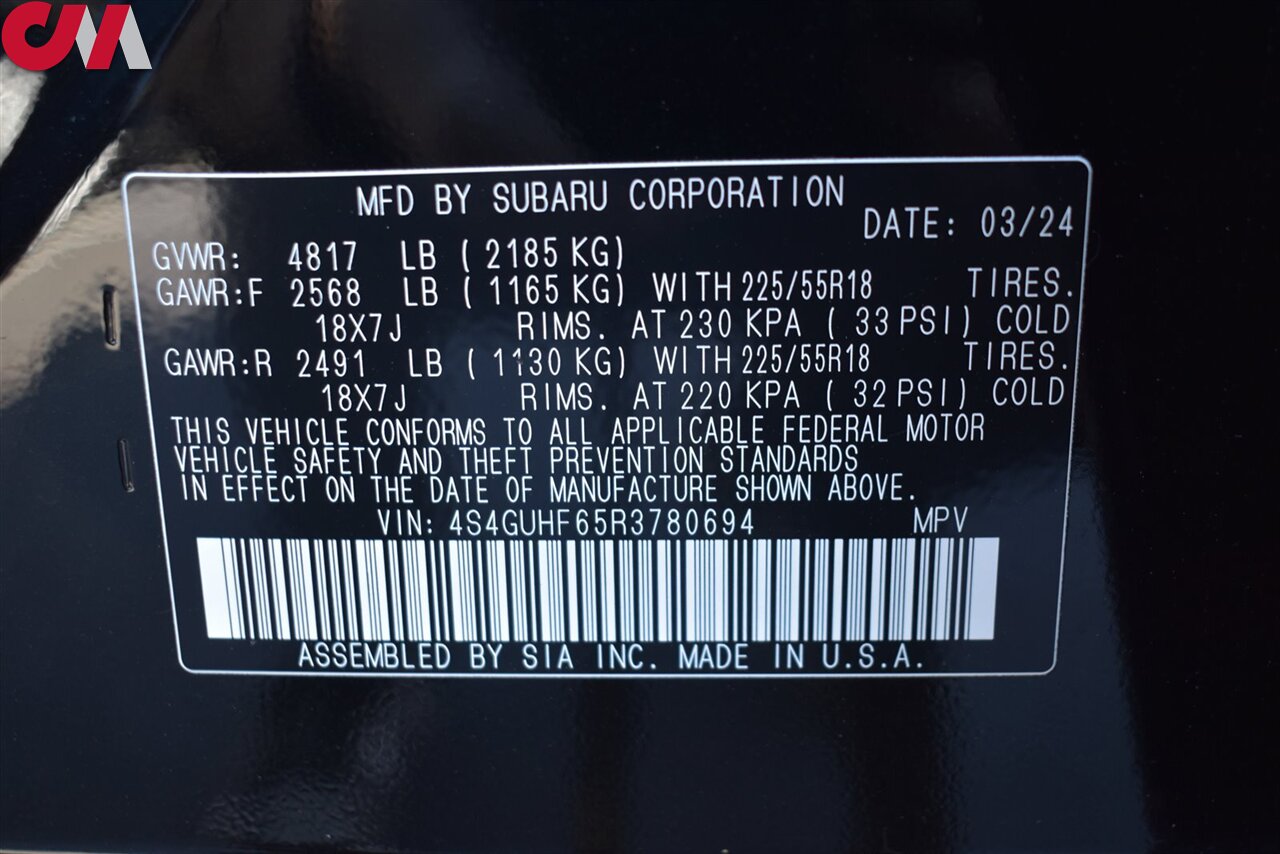 CM
MFD BY SUBARU CORPORATION
DATE: 03/24
GVWR: 4817 LB ( 2185 KG)
GAWR:F 2568 LB ( 1165 KG) WITH 225/55R18 TIRES.
18X7J RIMS. AT 230 KPA ( 33 PSI) COLD
GAWR:R 2491 LB ( 1130 KG) WITH 225/55R18 TIRES.
18X7J RIMS. AT 220 KPA ( 32 PSI) COLD
THIS VEHICLE CONFORMS TO ALL APPLICABLE FEDERAL MOTOR
VEHICLE SAFETY AND THEFT PREVENTION STANDARDS
IN EFFECT ON THE DATE OF MANUFACTURE SHOWN ABOVE.
VIN: 4S4GUHF65R3780694 MPV
ASSEMBLED BY SIA INC. MADE IN U.S.A.